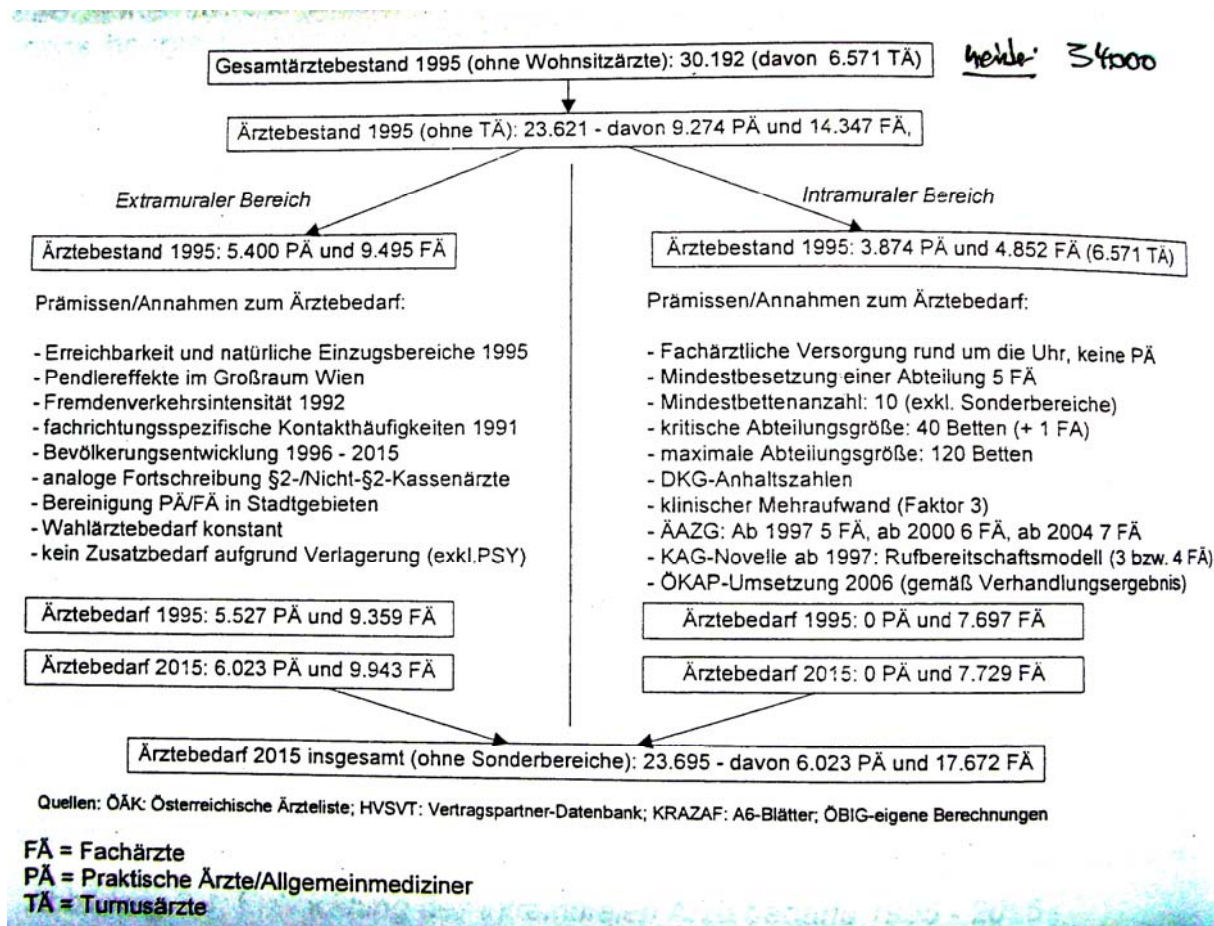 Gesamtärztebestand 1995 (ohne Wohnsitzärzte): 30.192 (davon 6.571 TÄ)
34000
Ärztebestand 1995 (ohne TÄ): 23.621 - davon 9.274 PÄ und 14.347 FÄ,
Extramuraler Bereich
Ärztebestand 1995: 5.400 PÄ und 9.495 FÄ
Prämissen/Annahmen zum Ärztebedarf:
- Erreichbarkeit und natürliche Einzugsbereiche 1995
- Pendlereffekte im Großraum Wien
- Fremdenverkehrsintensität 1992
- fachrichtungsspezifische Kontakthäufigkeiten 1991
- Bevölkerungsentwicklung 1996 - 2015
- analoge Fortschreibung §2-/Nicht-§2-Kassenärzte
- Bereinigung PÄ/FÄ in Stadtgebieten
- Wahlärztebedarf konstant
- kein Zusatzbedarf aufgrund Verlagerung (exkl.PSY)
Ärztebedarf 1995: 5.527 PÄ und 9.359 FÄ
Ärztebedarf 2015: 6.023 PÄ und 9.943 FÄ
Intramuraler Bereich
Ärztebestand 1995: 3.874 PÄ und 4.852 FÄ (6.571 TÄ)
Prämissen/Annahmen zum Ärztebedarf:
- Fachärztliche Versorgung rund um die Uhr, keine PÄ
- Mindestbesetzung einer Abteilung 5 FÄ
- Mindestbettenanzahl: 10 (exkl. Sonderbereiche)
- kritische Abteilungsgröße: 40 Betten (+ 1 FA)
- maximale Abteilungsgröße: 120 Betten
- DKG-Anhaltszahlen
- klinischer Mehraufwand (Faktor 3)
- ÄAZG: Ab 1997 5 FÄ, ab 2000 6 FÄ, ab 2004 7 FÄ
- KAG-Novelle ab 1997: Rufbereitschaftsmodell (3 bzw. 4 FÄ)
- ÖKAP-Umsetzung 2006 (gemäß Verhandlungsergebnis)
Ärztebedarf 1995: 0 PÄ und 7.697 FÄ
Ärztebedarf 2015: 0 PÄ und 7.729 FÄ
Ärztebedarf 2015 insgesamt (ohne Sonderbereiche): 23.695 - davon 6.023 PÄ und 17.672 FÄ
Quellen: ÖÄK: Österreichische Ärzteliste; HVSVT: Vertragspartner-Datenbank; KRAZAF: A6-Blätter; ÖBIG-eigene Berechnungen
FÄ = Fachärzte
PÄ = Praktische Ärzte/Allgemeinmediziner
TÄ = Turnusärzte